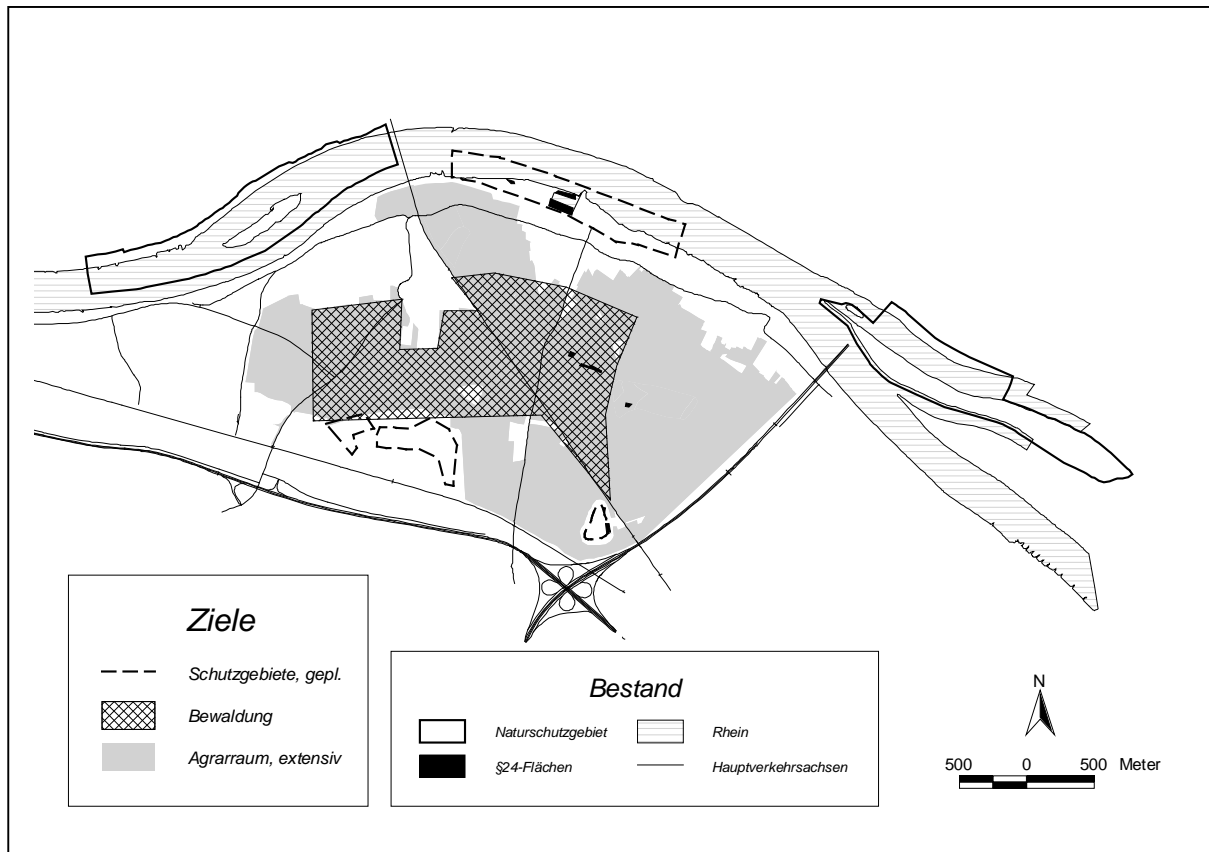 Ziele
Schutzgebiete, gepl.
Bewaldung
Agrarraum, extensiv
Bestand
Naturschutzgebiet
Rhein
§24-Flächen
Hauptverkehrsachsen
N
500 0 500 Meter